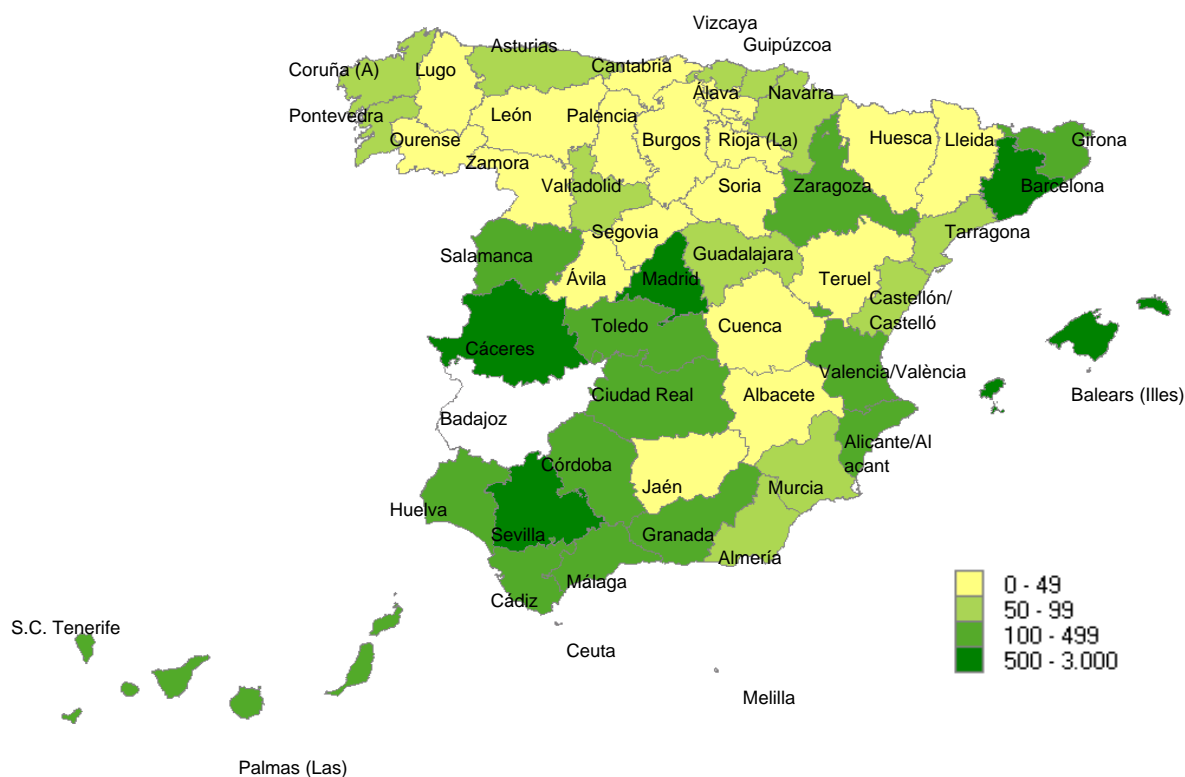 Vizcaya
Guipúzcoa
Asturias
Cantabria
Coruña (A)
Lugo
Álava
Navarra
Pontevedra
León
Palencia
Ourense
Burgos
Rioja (La)
Huesca
Lleida
Girona
Zamora
Valladolid
Soria
Zaragoza
Barcelona
Segovia
Tarragona
Salamanca
Guadalajara
Ávila
Madrid
Teruel
Castellón/
Castelló
Toledo
Cuenca
Cáceres
Valencia/València
Ciudad Real
Albacete
Balears (Illes)
Badajoz
Alicante/Al
acant
Córdoba
Jaén
Murcia
Huelva
Sevilla
Granada
Almería
Málaga
Cádiz
0 - 49
50 - 99
100 - 499
500 - 3.000
S.C. Tenerife
Ceuta
Melilla
Palmas (Las)